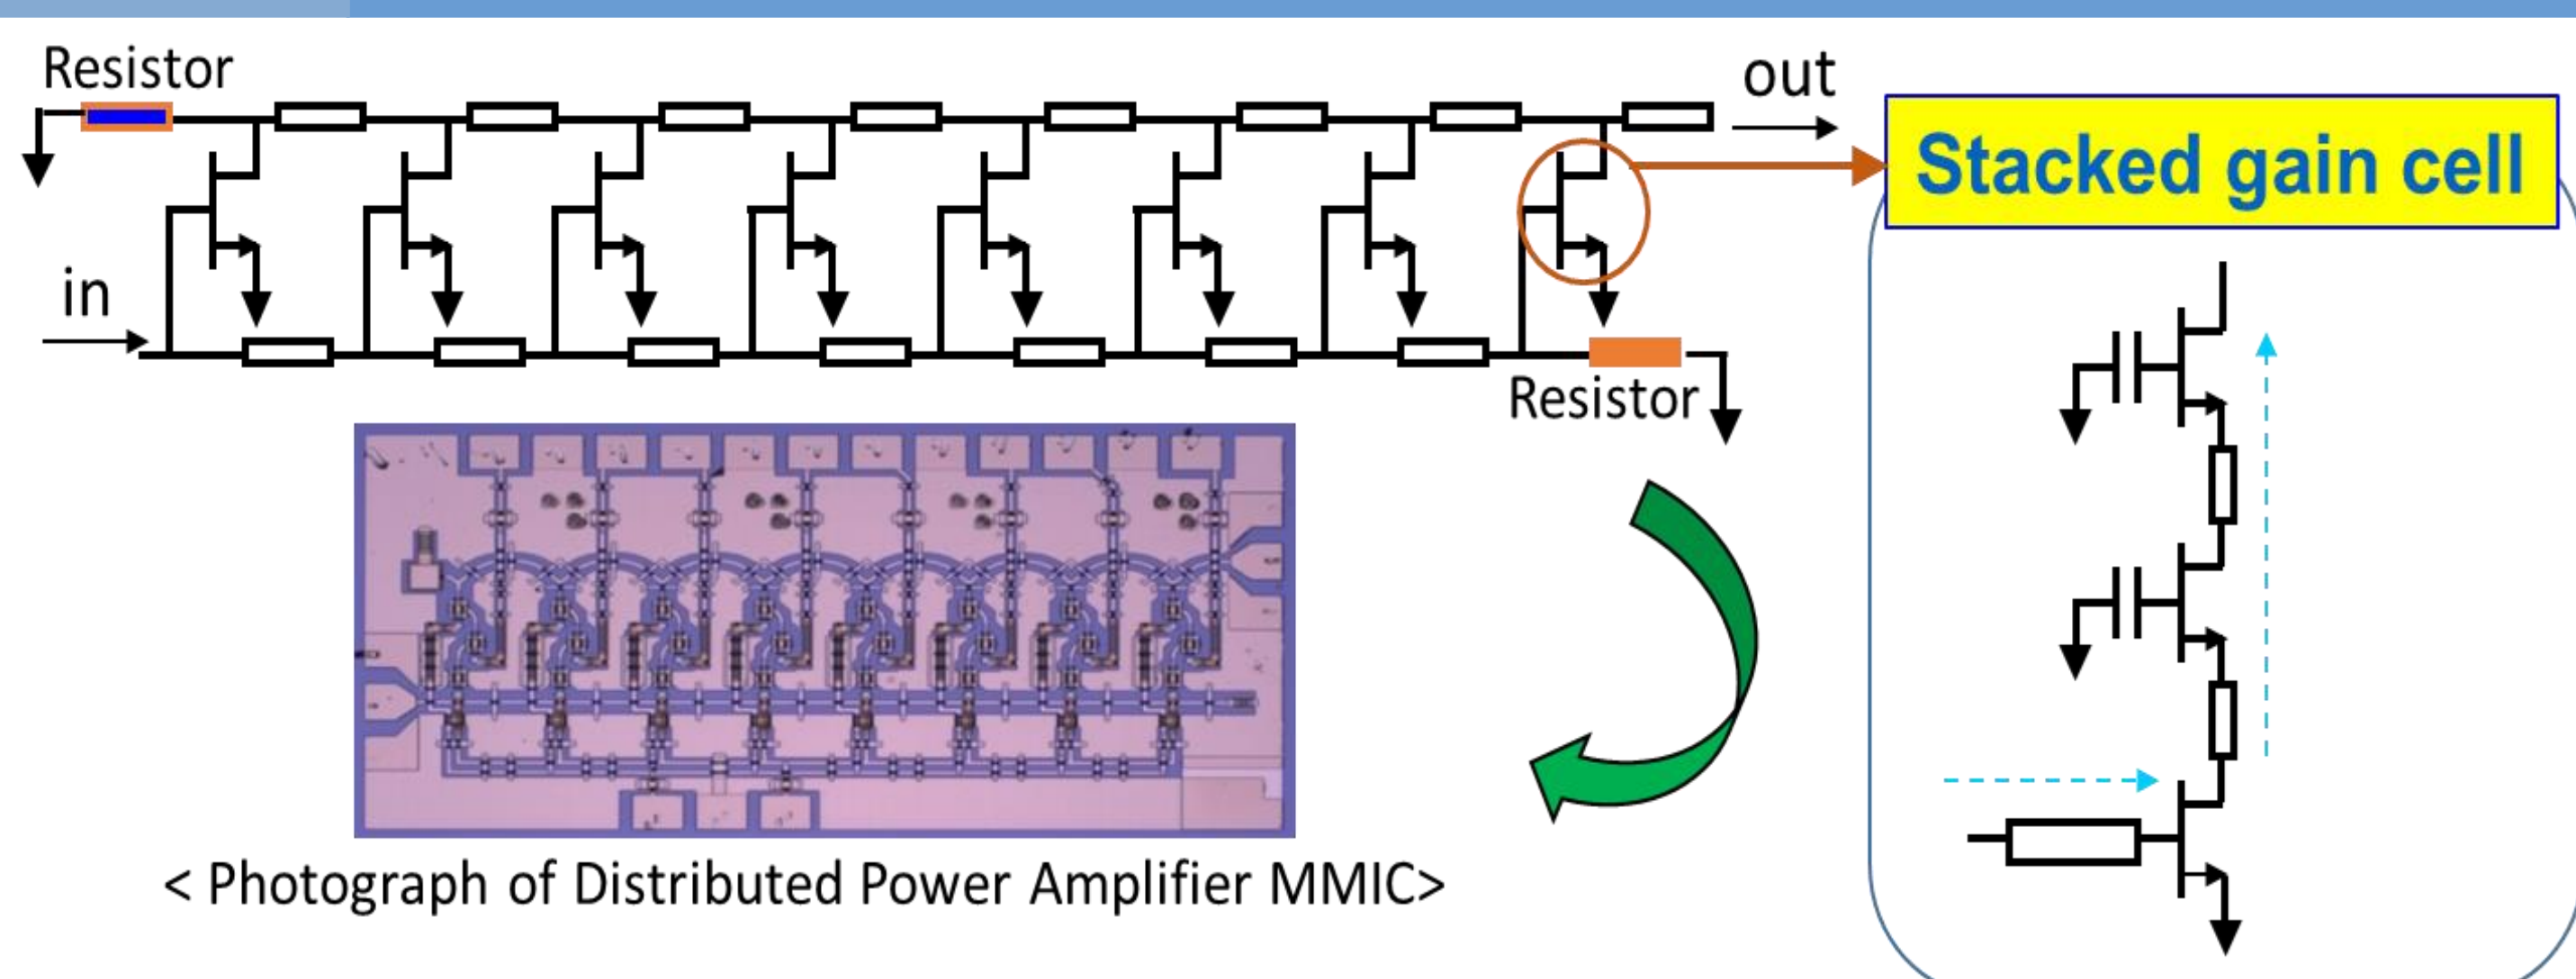 Resistor
out
Stacked gain cell
in
Resistor
< Photograph of Distributed Power Amplifier MMIC>